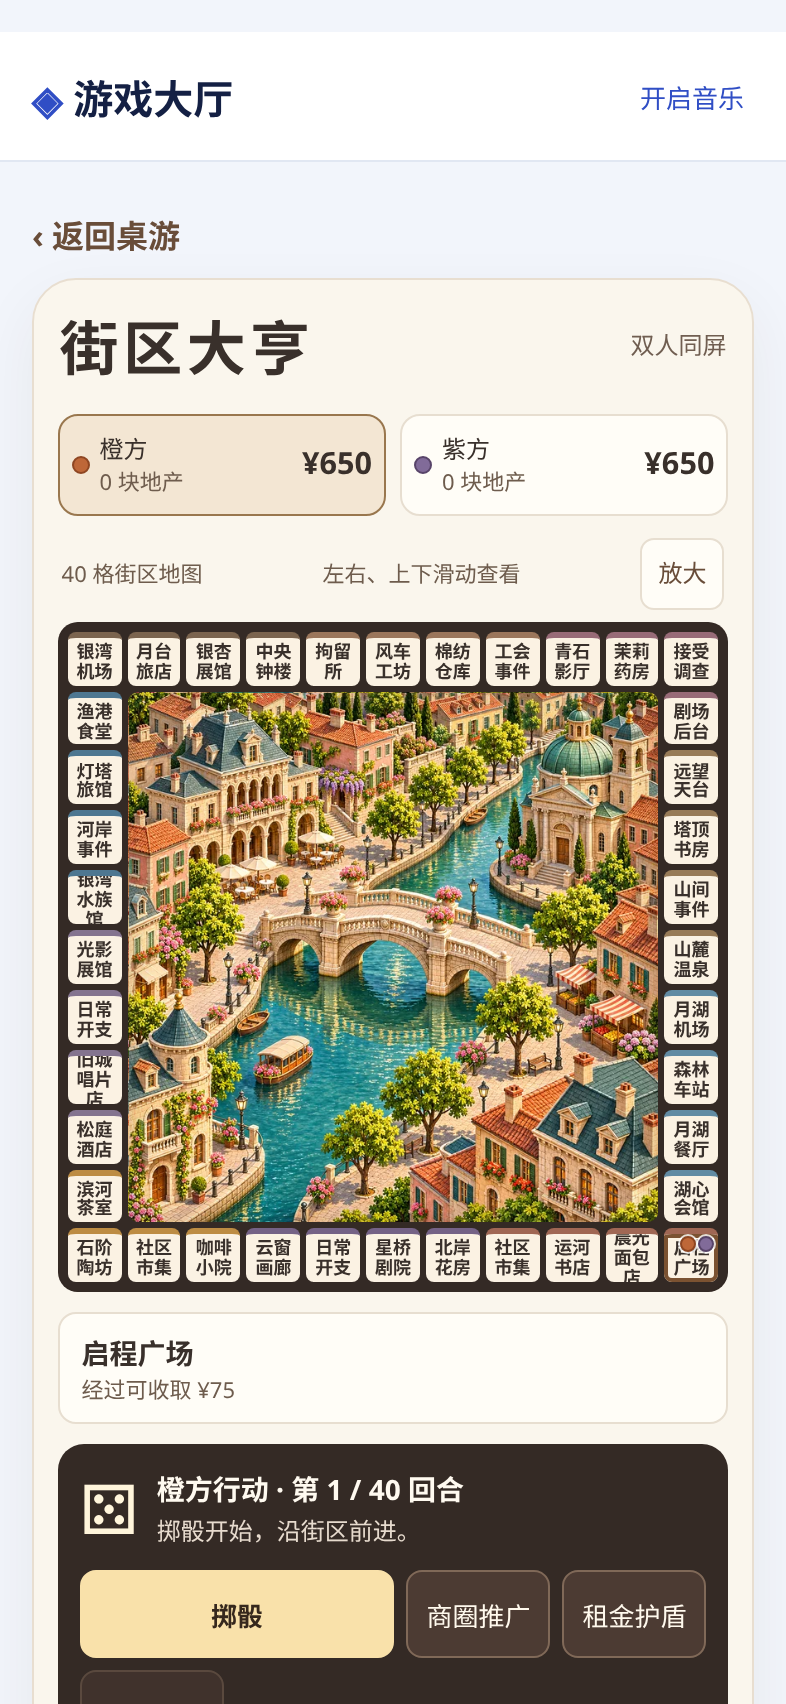 游戏大厅
开启音乐
‹ 返回桌游
街区大亨
双人同屏
橙方
0 块地产
¥650
紫方
0 块地产
¥650
40 格街区地图
左右、上下滑动查看
放大
银湾
机场
月台
旅店
银杏
展馆
中央
钟楼
拘留
所
风车
工坊
棉纺
仓库
工会
事件
青石
影厅
茉莉
药房
接受
调查
渔港
食堂
剧场
后台
灯塔
旅馆
远望
天台
河岸
事件
塔顶
书房
银湾
水族
馆
山间
事件
光影
展馆
山麓
温泉
日常
开支
月湖
机场
旧城
唱片
店
森林
车站
松庭
酒店
月湖
餐厅
滨河
茶室
湖心
会馆
石阶
陶坊
社区
市集
咖啡
小院
云窗
画廊
日常
开支
星桥
剧院
北岸
花房
社区
市集
运河
书店
晨光
面包
店
广场
启程广场
经过可收取 ¥75
橙方行动 · 第 1 / 40 回合
掷骰开始，沿街区前进。
掷骰
商圈推广
租金护盾